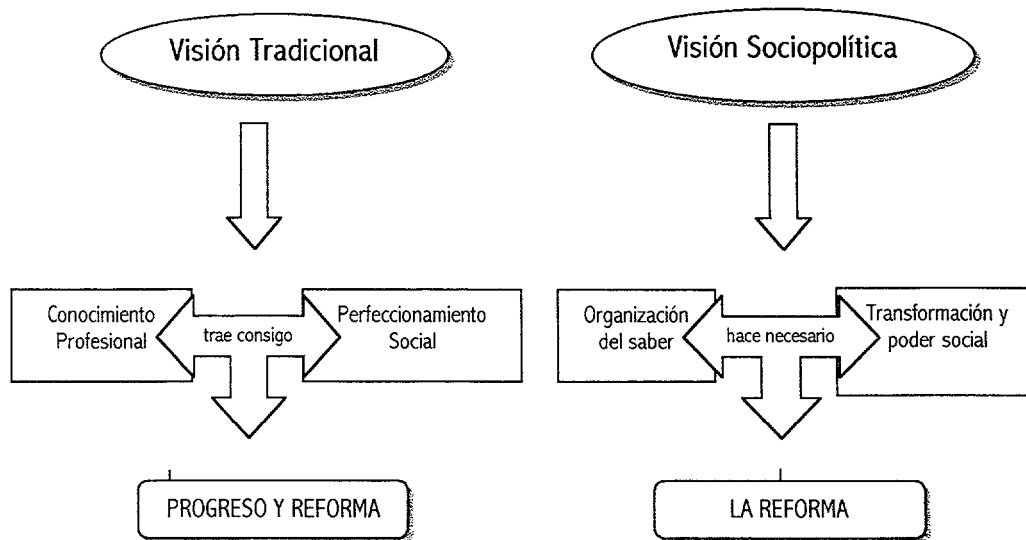 Visión Tradicional
Visión Sociopolítica
Conocimiento
Profesional
trae consigo
Perfeccionamiento
Social
Organización
del saber
hace necesario
Transformación y
poder social
PROGRESO Y REFORMA
LA REFORMA